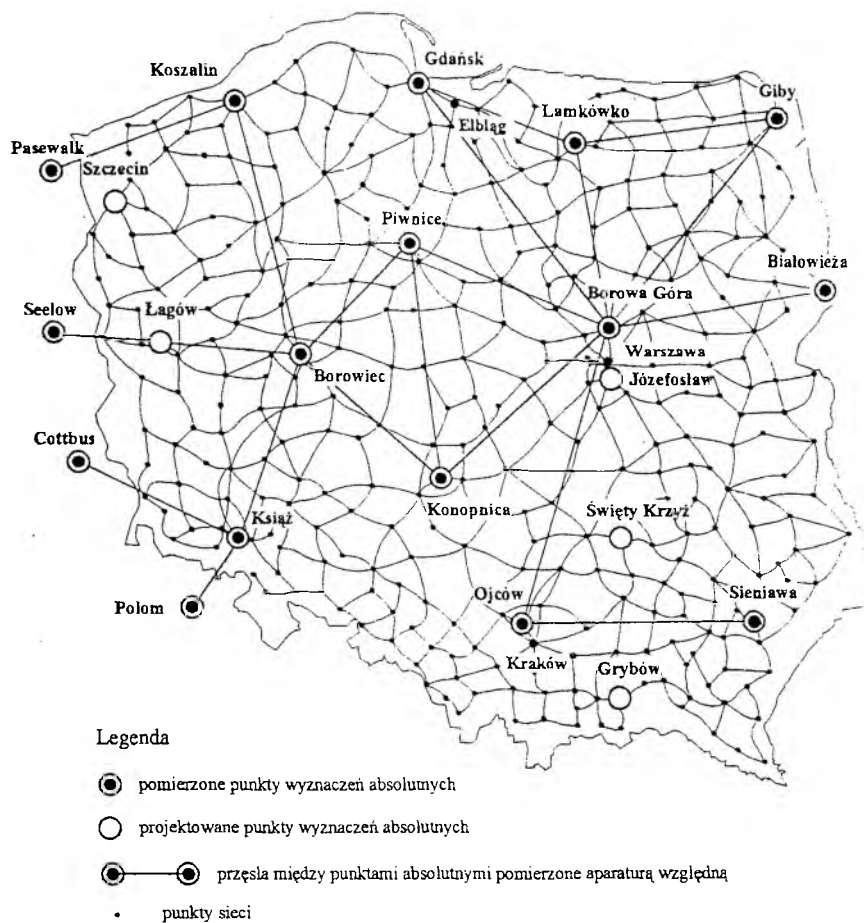 Gdańsk
Koszalin
Giby
Lamkówko
Elbląg
Pasewalk
Szczecin
Piwnice
Białowieża
Borowa Góra
Seelow
Łagów
Warszawa
Borowiec
Józefosław
Cottbus
Konopnica
Święty Krzyż
Książ
Ojców
Sieniawa
Polom
Kraków
Grybów
Legenda
pomierzone punkty wyznaczeń absolutnych
projektowane punkty wyznaczeń absolutnych
przęsla między punktami absolutnymi pomierzone aparaturą względną
punkty sieci